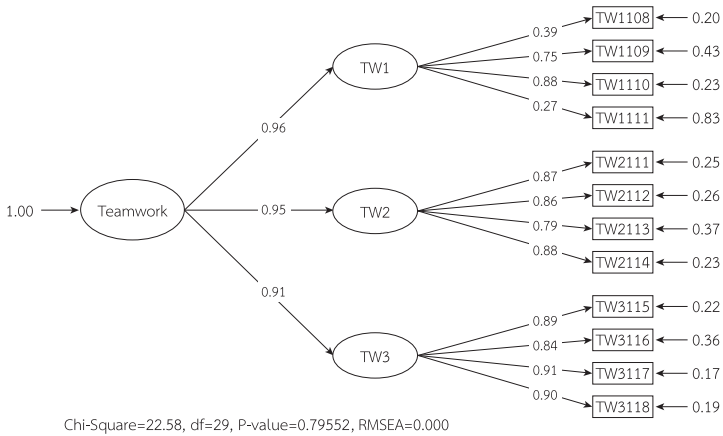 TW1108 0.20
0.39
TW1109 0.43
0.75
TW1 0.88 TW1110 0.23
0.27
TW1111 0.83
0.96
TW2111 0.25
0.87
TW2112 0.26
0.86
1.00 Teamwork 0.95 TW2
0.79 TW2113 0.37
0.88
TW2114 0.23
0.91
TW3115 0.22
0.89
TW3116 0.36
0.84
TW3 0.91 TW3117 0.17
0.90
TW3118 0.19
Chi-Square=22.58, df=29, P-value=0.79552, RMSEA=0.000